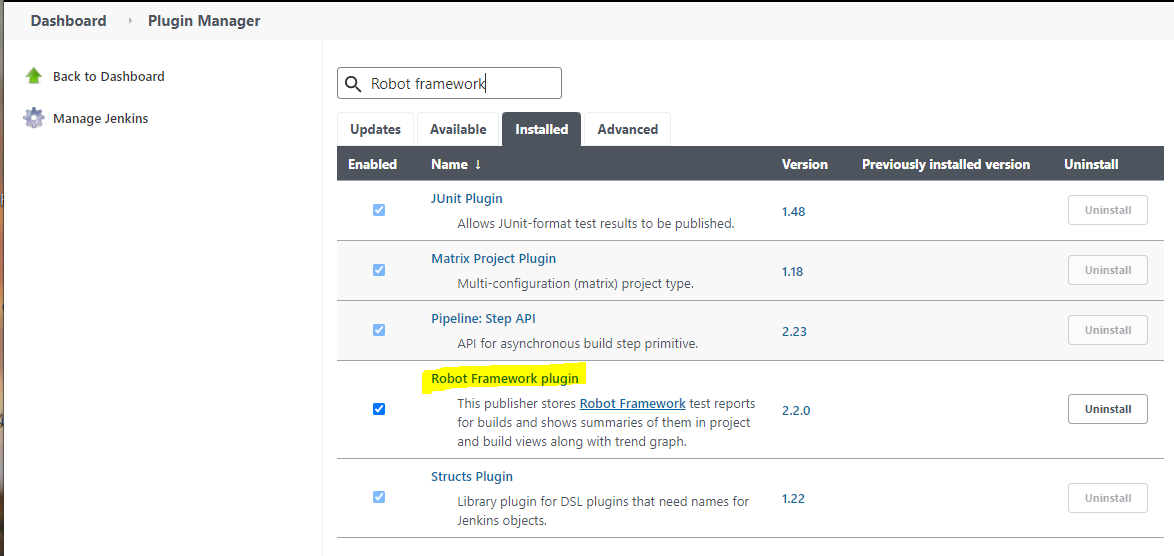 Dashboard Plugin Manager
Back to Dashboard
Manage Jenkins
Robot framework
Updates Available Installed Advanced
Enabled Name ↓ Version Previously installed version Uninstall
JUnit Plugin
Allows JUnit-format test results to be published.
1.48
Uninstall
Matrix Project Plugin
Multi-configuration (matrix) project type.
1.18
Uninstall
Pipeline: Step API
API for asynchronous build step primitive.
2.23
Uninstall
Robot Framework plugin
This publisher stores Robot Framework test reports
for builds and shows summaries of them in project
and build views along with trend graph.
2.2.0
Uninstall
Structs Plugin
Library plugin for DSL plugins that need names for
Jenkins objects.
1.22
Uninstall